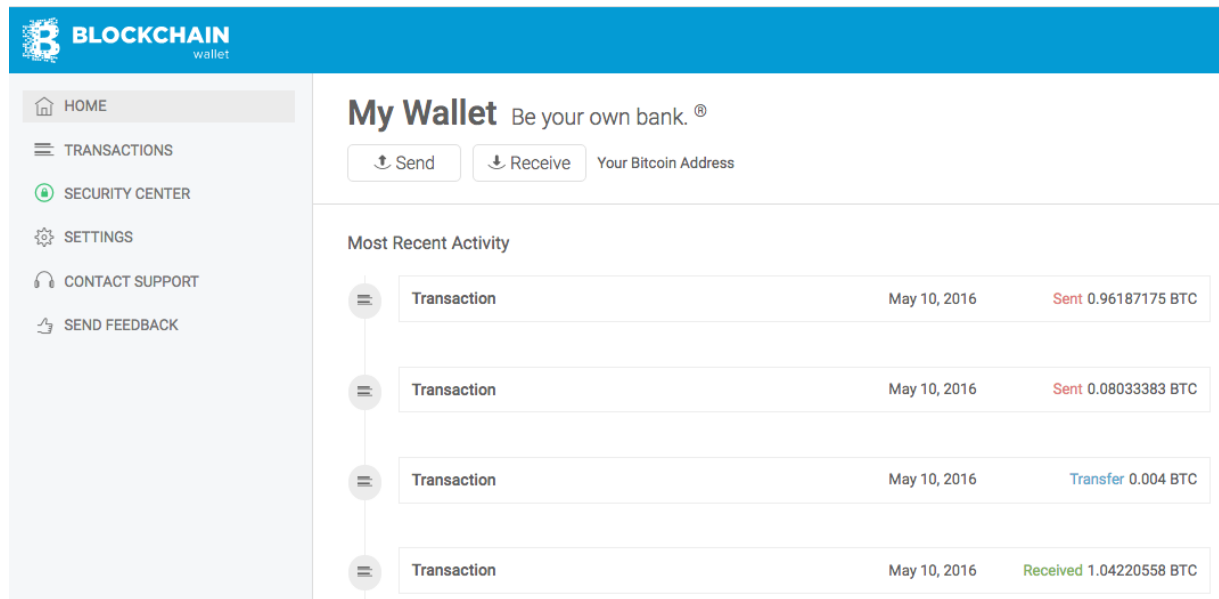 BLOCKCHAIN
wallet
HOME
TRANSACTIONS
SECURITY CENTER
SETTINGS
CONTACT SUPPORT
SEND FEEDBACK
My Wallet Be your own bank. ®
Send Receive Your Bitcoin Address
Most Recent Activity
Transaction May 10, 2016 Sent 0.96187175 BTC
Transaction May 10, 2016 Sent 0.08033383 BTC
Transaction May 10, 2016 Transfer 0.004 BTC
Transaction May 10, 2016 Received 1.04220558 BTC